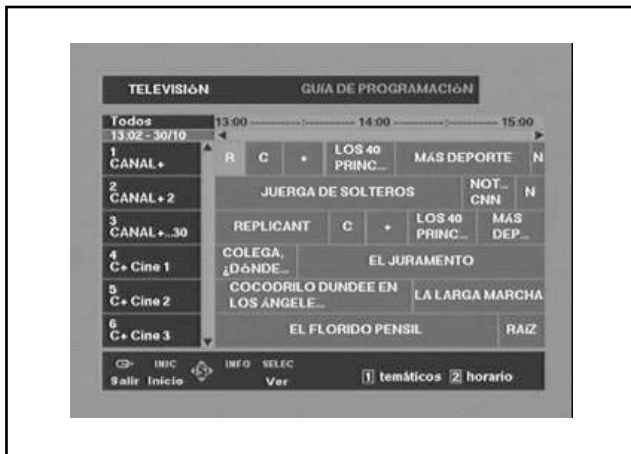 TELEVISIóN GUíA DE PROGRAMACIóN
Todos 13:00 14:00 15:00
13:02 - 30/10
1
CANAL+
R C + LOS 40 PRINC... MáS DEPORTE N
2
CANAL+ 2
JUERGA DE SOLTEROS NOT... CNN N
3
CANAL+...30
REPLICANT C + LOS 40 PRINC... MáS DEP...
4
C+ Cine 1
COLEGA, ¿DóNDE... EL JURAMENTO
5
C+ Cine 2
COCODRILO DUNDEE EN LOS áNGELE... LA LARGA MARCHA
6
C+ Cine 3
EL FLORIDO PENSIL RAíZ
INIC INFO SELEC
Salir Inicio Ver 1 temáticos 2 horario